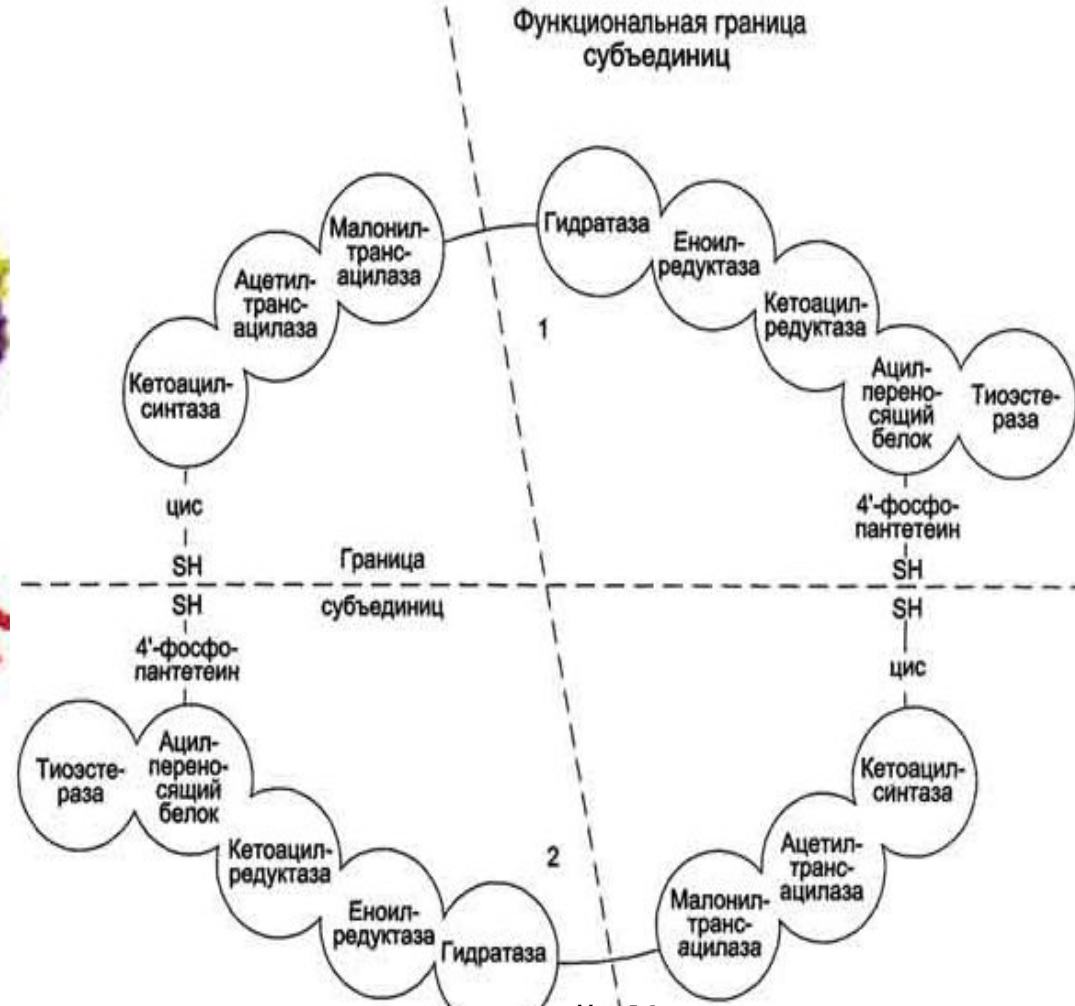 Функциональная граница
субъединиц
Малонил-
транс-
ацилаза
Ацетил-
транс-
ацилаза
Кетоацил-
синтаза
цис
SH
Гидратаза
Еноил-
редуктаза
Кетоацил-
редуктаза
Ацил-
перено-
сящий
белок
Тиоэсте-
раза
4'-фосфо-
пантетеин
SH
1
Граница
субъединиц
SH
4'-фосфо-
пантетеин
Тиоэсте-
раза
Ацил-
перено-
сящий
белок
Кетоацил-
редуктаза
Еноил-
редуктаза
Гидратаза
2
SH
цис
Кетоацил-
синтаза
Ацетил-
транс-
ацилаза
Малонил-
транс-
ацилаза